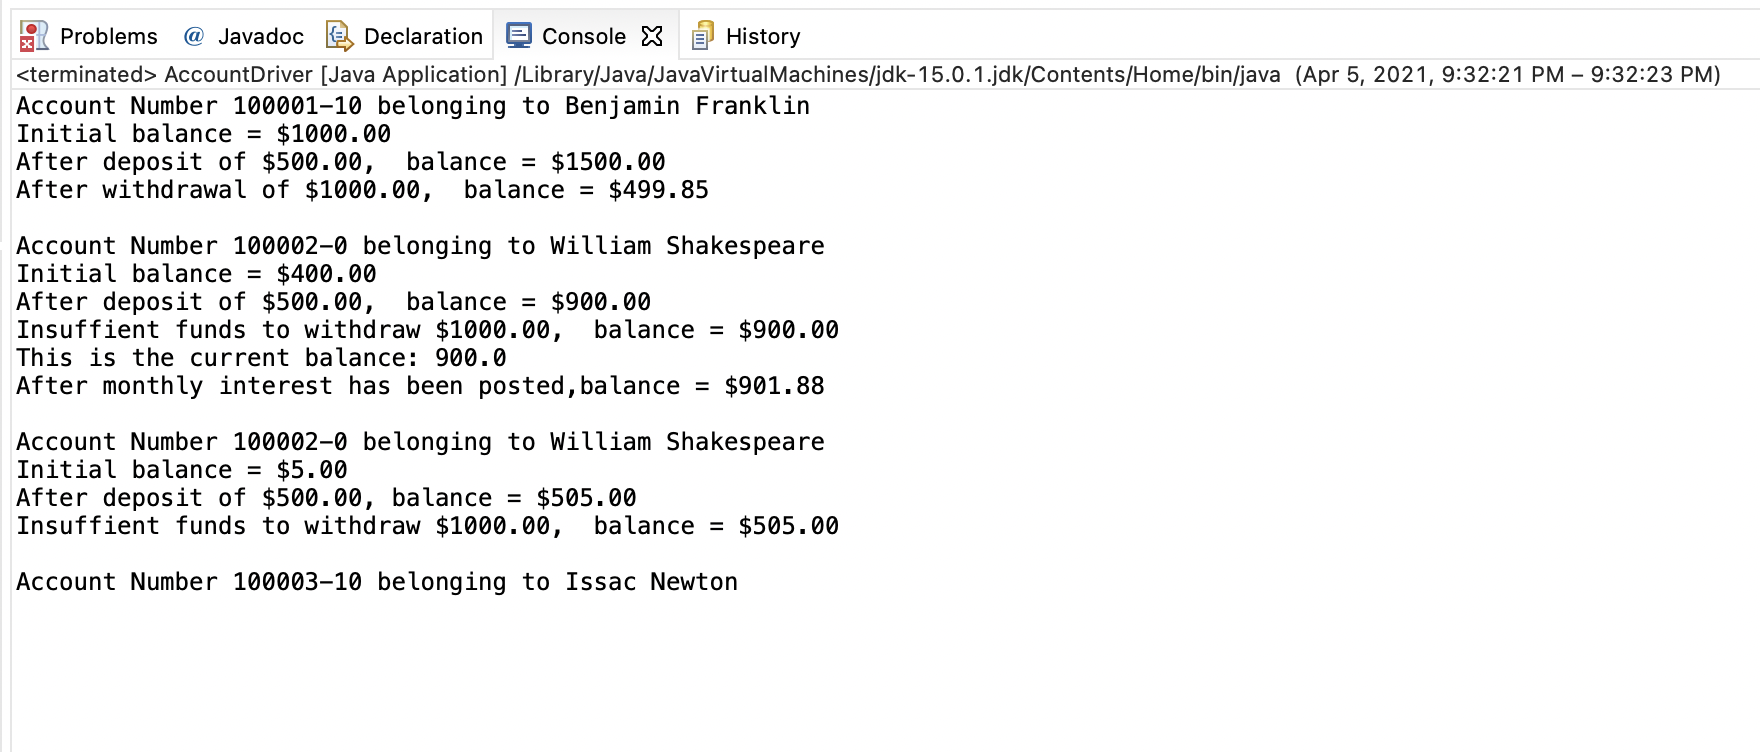 Problems @ Javadoc Declaration Console History
<terminated> AccountDriver [Java Application] /Library/Java/JavaVirtualMachines/jdk-15.0.1.jdk/Contents/Home/bin/java (Apr 5, 2021, 9:32:21 PM – 9:32:23 PM)
Account Number 100001-10 belonging to Benjamin Franklin
Initial balance = $1000.00
After deposit of $500.00,  balance = $1500.00
After withdrawal of $1000.00,  balance = $499.85
Account Number 100002-0 belonging to William Shakespeare
Initial balance = $400.00
After deposit of $500.00,  balance = $900.00
Insuffient funds to withdraw $1000.00,  balance = $900.00
This is the current balance: 900.0
After monthly interest has been posted,balance = $901.88
Account Number 100002-0 belonging to William Shakespeare
Initial balance = $5.00
After deposit of $500.00, balance = $505.00
Insuffient funds to withdraw $1000.00,  balance = $505.00
Account Number 100003-10 belonging to Issac Newton